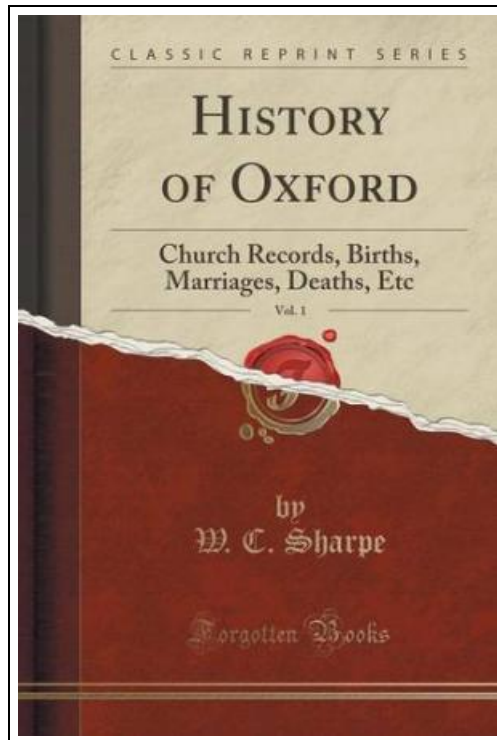 CLASSIC REPRINT SERIES
HISTORY
OF OXFORD
Church Records, Births,
Marriages, Deaths, Etc
Vol. 1
by
W. C. Sharpe
Forgotten Books